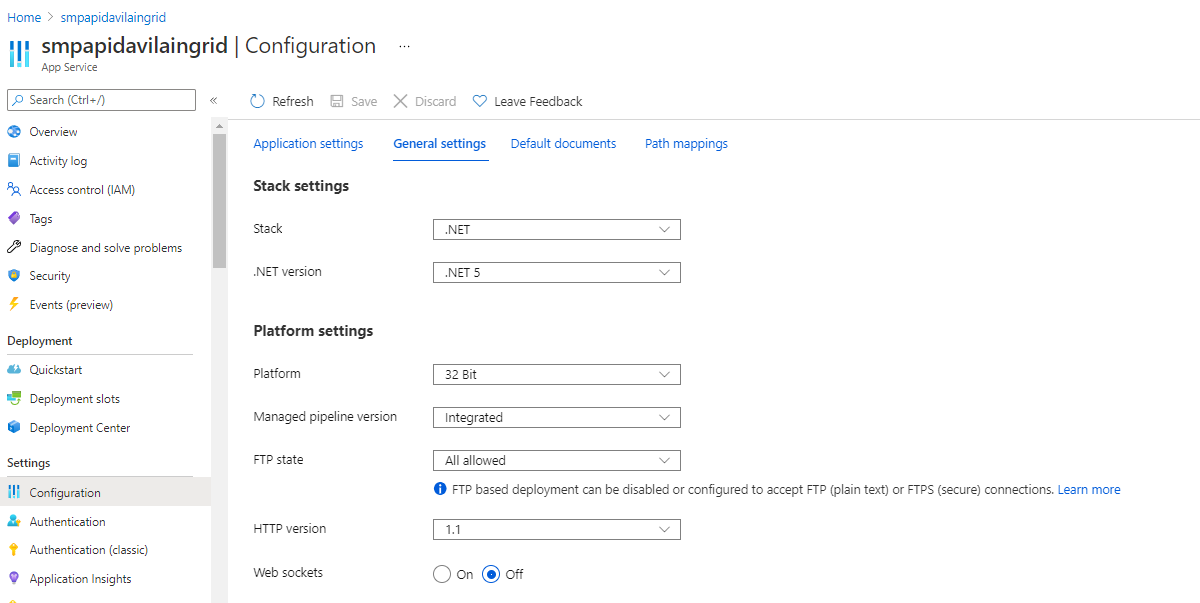 Home > smpapidavilaingrid
smpapidavilaingrid | Configuration ...
App Service
Search (Ctrl+/)
«
Overview
Activity log
Access control (IAM)
Tags
Diagnose and solve problems
Security
Events (preview)
Deployment
Quickstart
Deployment slots
Deployment Center
Settings
Configuration
Authentication
Authentication (classic)
Application Insights
Refresh Save Discard Leave Feedback
Application settings General settings Default documents Path mappings
Stack settings
Stack .NET
.NET version .NET 5
Platform settings
Platform 32 Bit
Managed pipeline version Integrated
FTP state All allowed
FTP based deployment can be disabled or configured to accept FTP (plain text) or FTPS (secure) connections. Learn more
HTTP version 1.1
Web sockets On Off